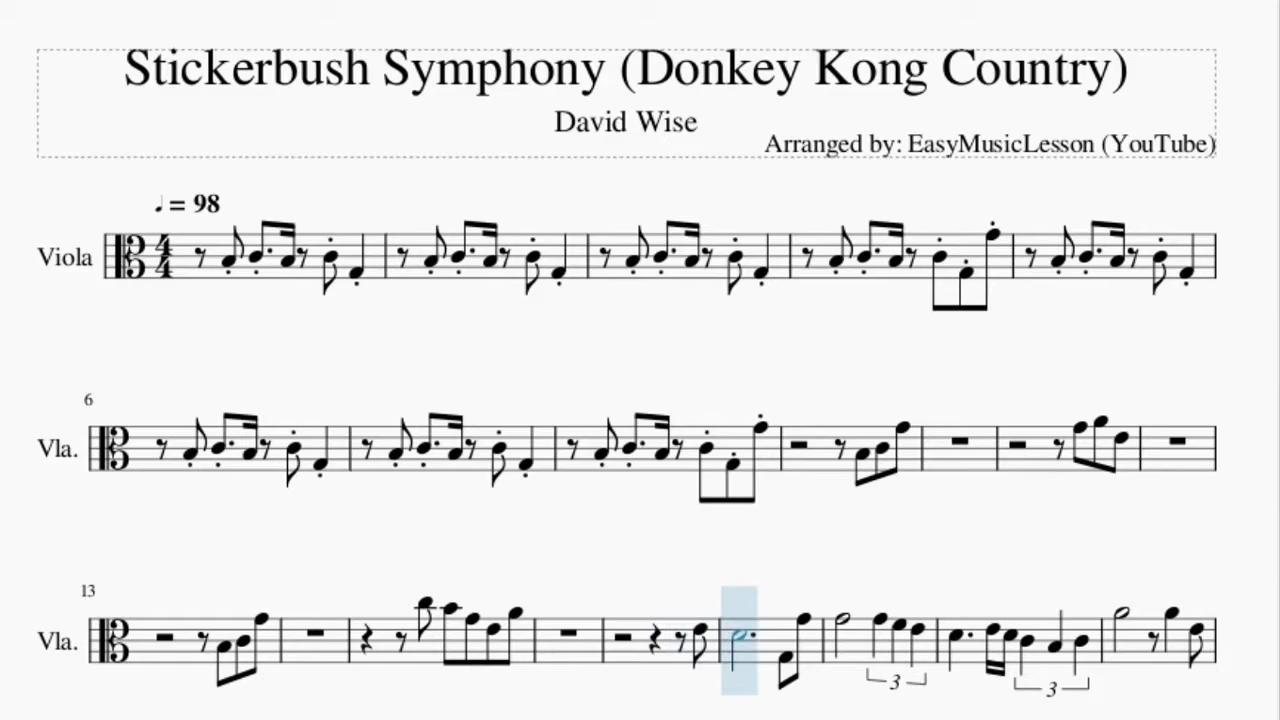 Stickerbush Symphony (Donkey Kong Country)
David Wise
Arranged by: EasyMusicLesson (YouTube)
♩ = 98
Viola
4
4
6
Vla.
13
Vla.
3
3